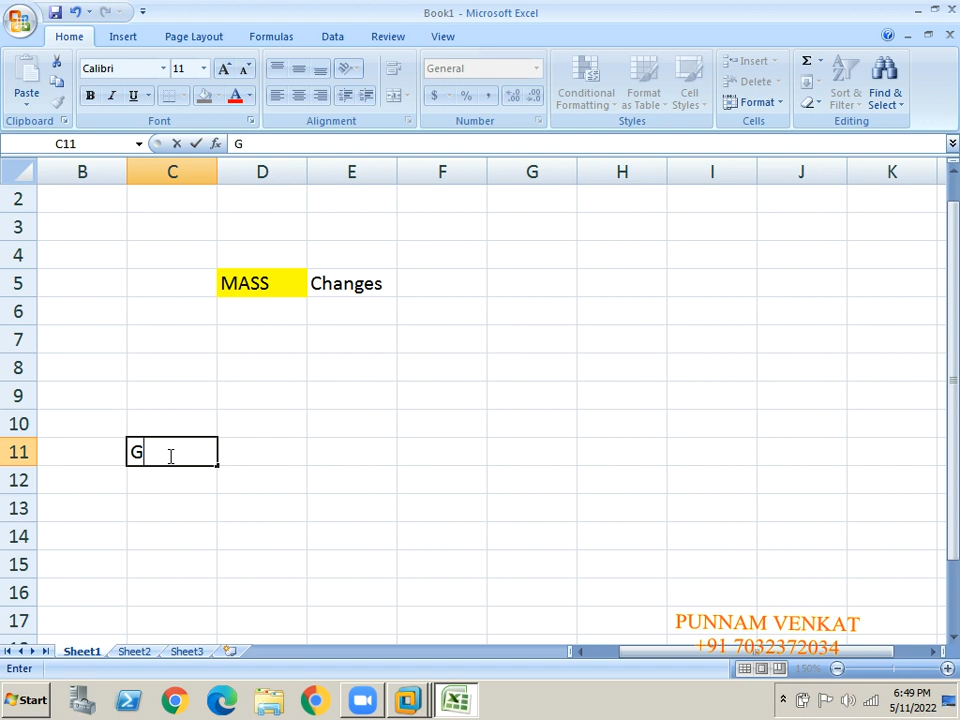 Book1 - Microsoft Excel
Home Insert Page Layout Formulas Data Review View
Paste
Clipboard
Calibri 11
B I U
Font
Alignment
General
$ % ,
Number
Conditional Formatting
Format as Table
Cell Styles
Styles
Insert
Delete
Format
Cells
Σ
Sort & Filter
Find & Select
Editing
C11 fx G
B C D E F G H I J K
2
3
4
5 MASS Changes
6
7
8
9
10
11 G
12
13
14
15
16
17
PUNNAM VENKAT
+91 7032372034
Sheet1 Sheet2 Sheet3
Enter 150%
Start 6:49 PM
5/11/2022